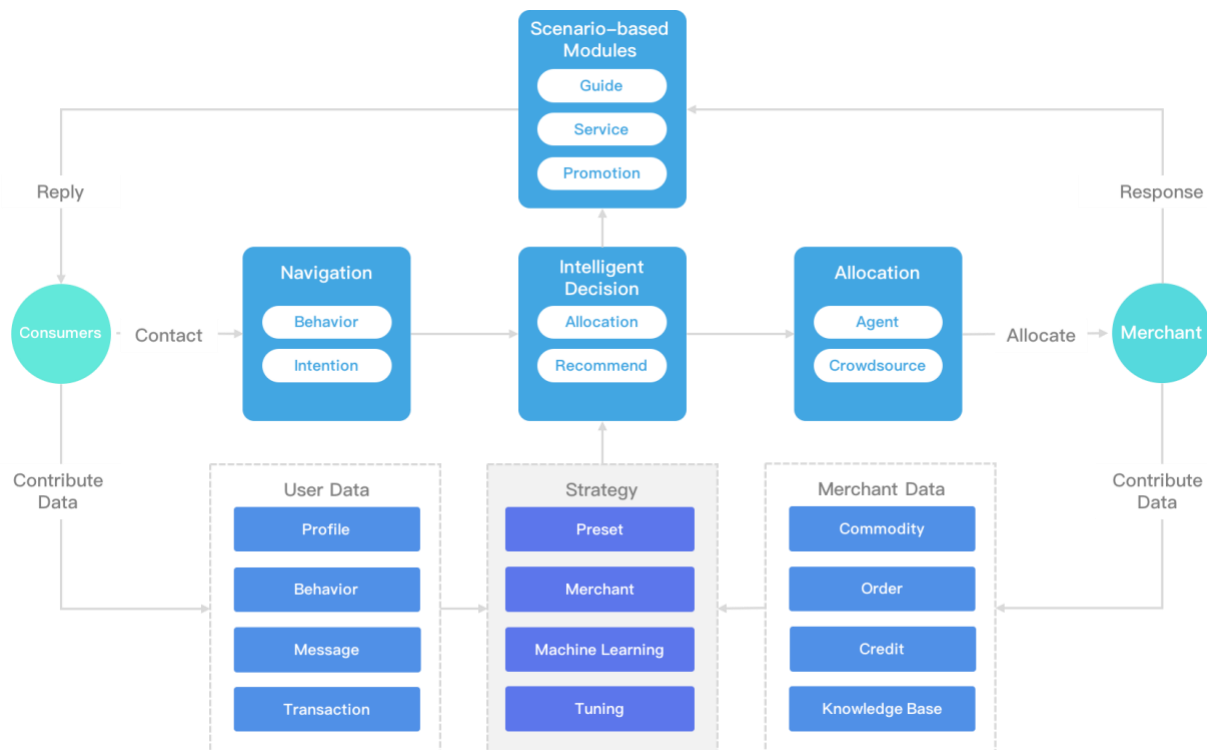 Scenario-based
Modules
Guide
Service
Promotion
Reply
Response
Navigation
Behavior
Intention
Intelligent
Decision
Allocation
Recommend
Allocation
Agent
Crowdsource
Consumers
Contact
Allocate
Merchant
Contribute
Data
User Data
Profile
Behavior
Message
Transaction
Strategy
Preset
Merchant
Machine Learning
Tuning
Merchant Data
Commodity
Order
Credit
Knowledge Base
Contribute
Data